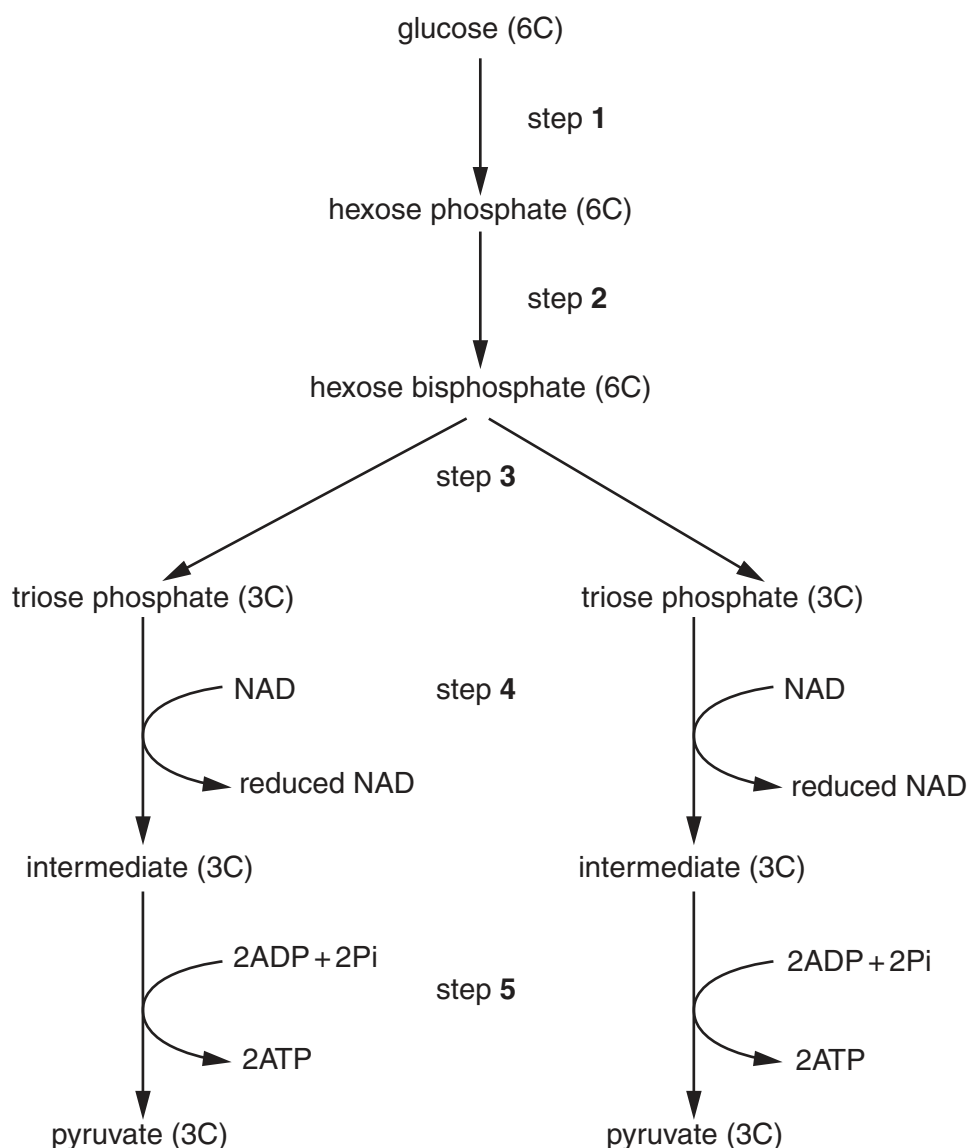 glucose (6C)
step 1
hexose phosphate (6C)
step 2
hexose bisphosphate (6C)
step 3
triose phosphate (3C) triose phosphate (3C)
NAD step 4 NAD
reduced NAD reduced NAD
intermediate (3C) intermediate (3C)
2ADP + 2Pi step 5 2ADP + 2Pi
2ATP 2ATP
pyruvate (3C) pyruvate (3C)